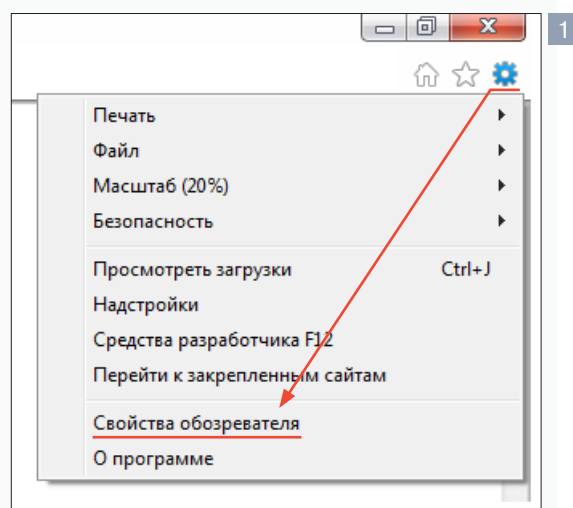 1
Печать
Файл
Масштаб (20%)
Безопасность
Просмотреть загрузки Ctrl+J
Надстройки
Средства разработчика F12
Перейти к закрепленным сайтам
Свойства обозревателя
О программе